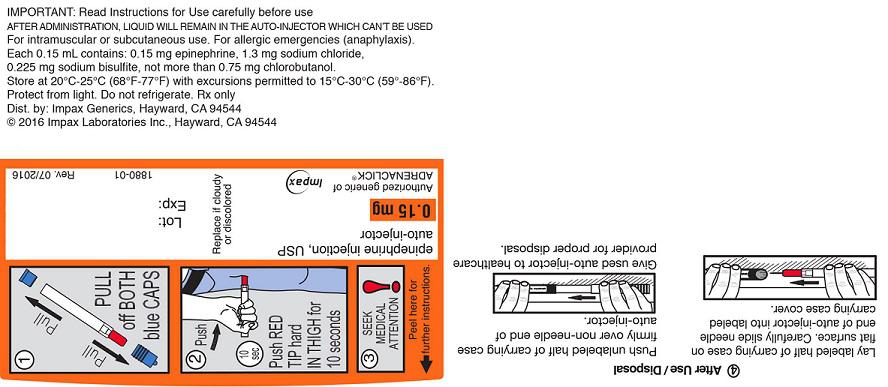 IMPORTANT: Read Instructions for Use carefully before use
AFTER ADMINISTRATION, LIQUID WILL REMAIN IN THE AUTO-INJECTOR WHICH CAN'T BE USED
For intramuscular or subcutaneous use. For allergic emergencies (anaphylaxis).
Each 0.15 mL contains: 0.15 mg epinephrine, 1.3 mg sodium chloride,
0.225 mg sodium bisulfite, not more than 0.75 mg chlorobutanol.
Store at 20°C-25°C (68°F-77°F) with excursions permitted to 15°C-30°C (59°-86°F).
Protect from light. Do not refrigerate. Rx only
Dist. by: Impax Generics, Hayward, CA 94544
© 2016 Impax Laboratories Inc., Hayward, CA 94544
epinephrine injection, USP
auto-injector
0.15 mg
Authorized generic of
ADRENACLICK®
impax
Replace if cloudy
or discolored
Lot:
Exp:
1880-01
Rev. 07/2016
1
Pull
Pull
PULL
off BOTH
blue CAPS
2
Push
10
sec
Push RED
TIP hard
IN THIGH for
10 seconds
3
SEEK
MEDICAL
ATTENTION
Peel here for
further instructions.
4 After Use / Disposal
Lay labeled half of carrying case on
flat surface. Carefully slide needle
end of auto-injector into labeled
carrying case cover.
Push unlabeled half of carrying case
firmly over non-needle end of
auto-injector.
Give used auto-injector to healthcare
provider for proper disposal.